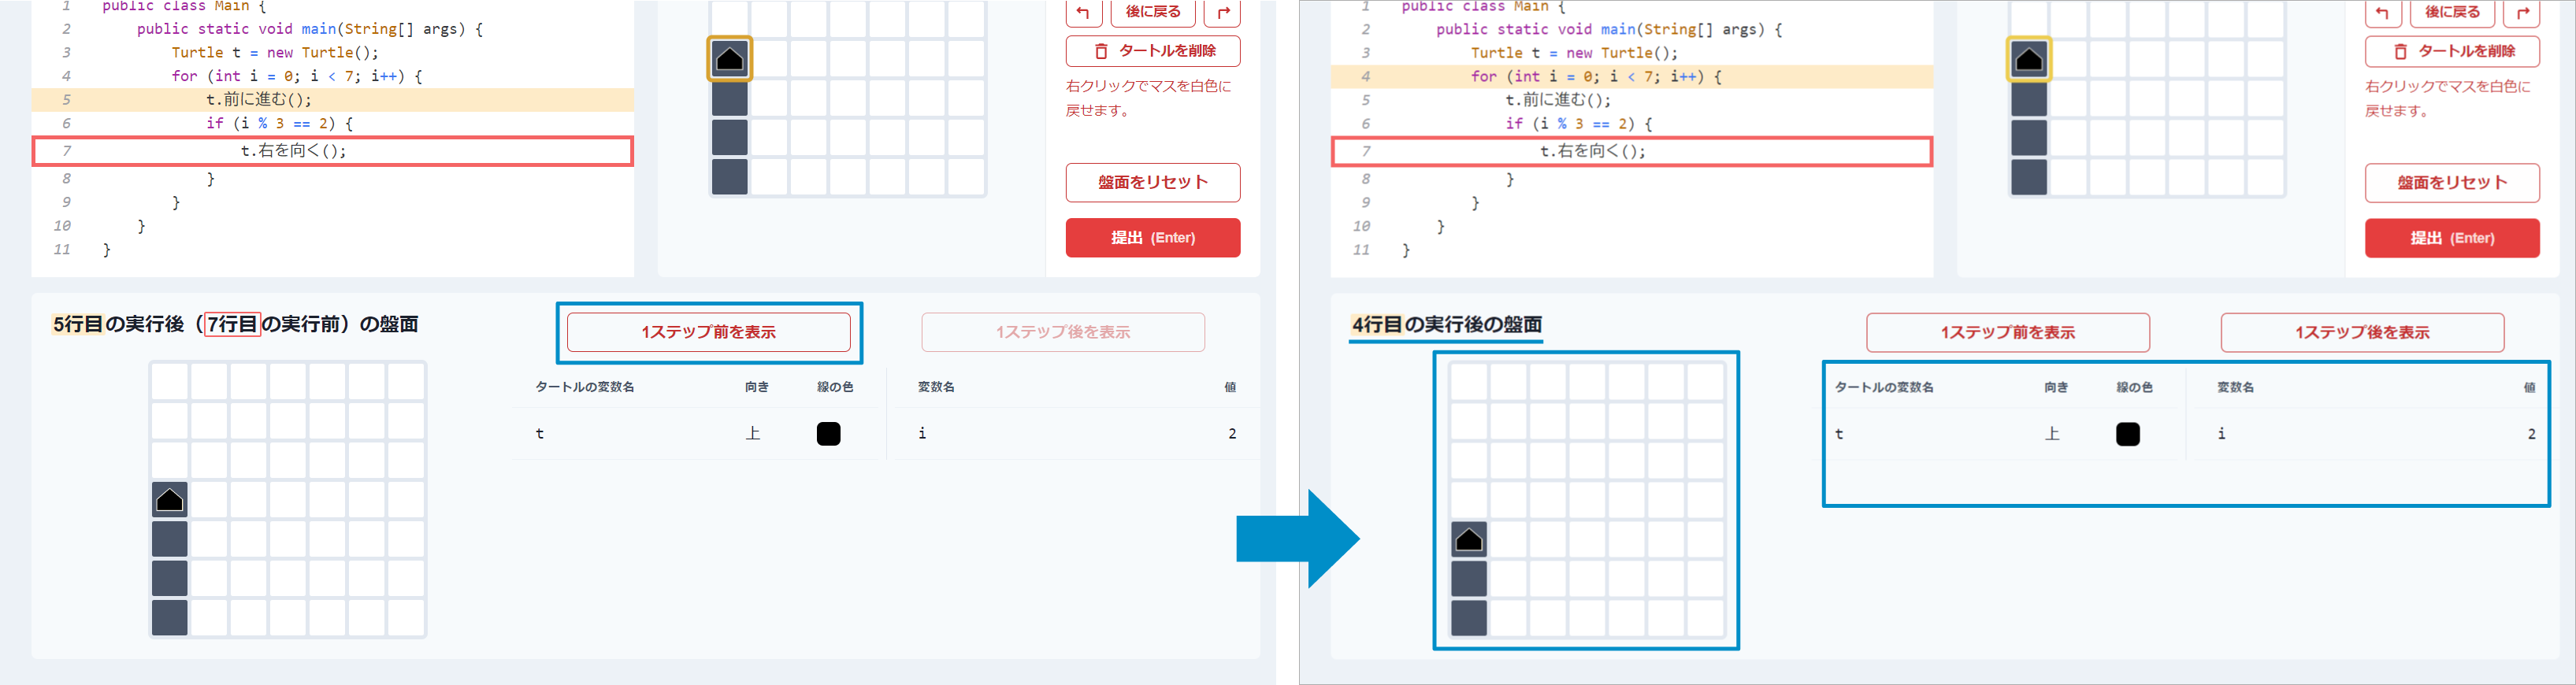 1 public class Main {
2 public static void main(String[] args) {
3 Turtle t = new Turtle();
4 for (int i = 0; i < 7; i++) {
5 t.前に進む();
6 if (i % 3 == 2) {
7 t.右を向く();
8 }
9 }
10 }
11 }
後に戻る
タートルを削除
右クリックでマスを白色に
戻せます。
盤面をリセット
提出 (Enter)
5行目の実行後(7行目の実行前)の盤面
1ステップ前を表示
1ステップ後を表示
タートルの変数名 向き 線の色 変数名 値
t 上 i 2
1 public class Main {
2 public static void main(String[] args) {
3 Turtle t = new Turtle();
4 for (int i = 0; i < 7; i++) {
5 t.前に進む();
6 if (i % 3 == 2) {
7 t.右を向く();
8 }
9 }
10 }
11 }
後に戻る
タートルを削除
右クリックでマスを白色に
戻せます。
盤面をリセット
提出 (Enter)
4行目の実行後の盤面
1ステップ前を表示
1ステップ後を表示
タートルの変数名 向き 線の色 変数名 値
t 上 i 2